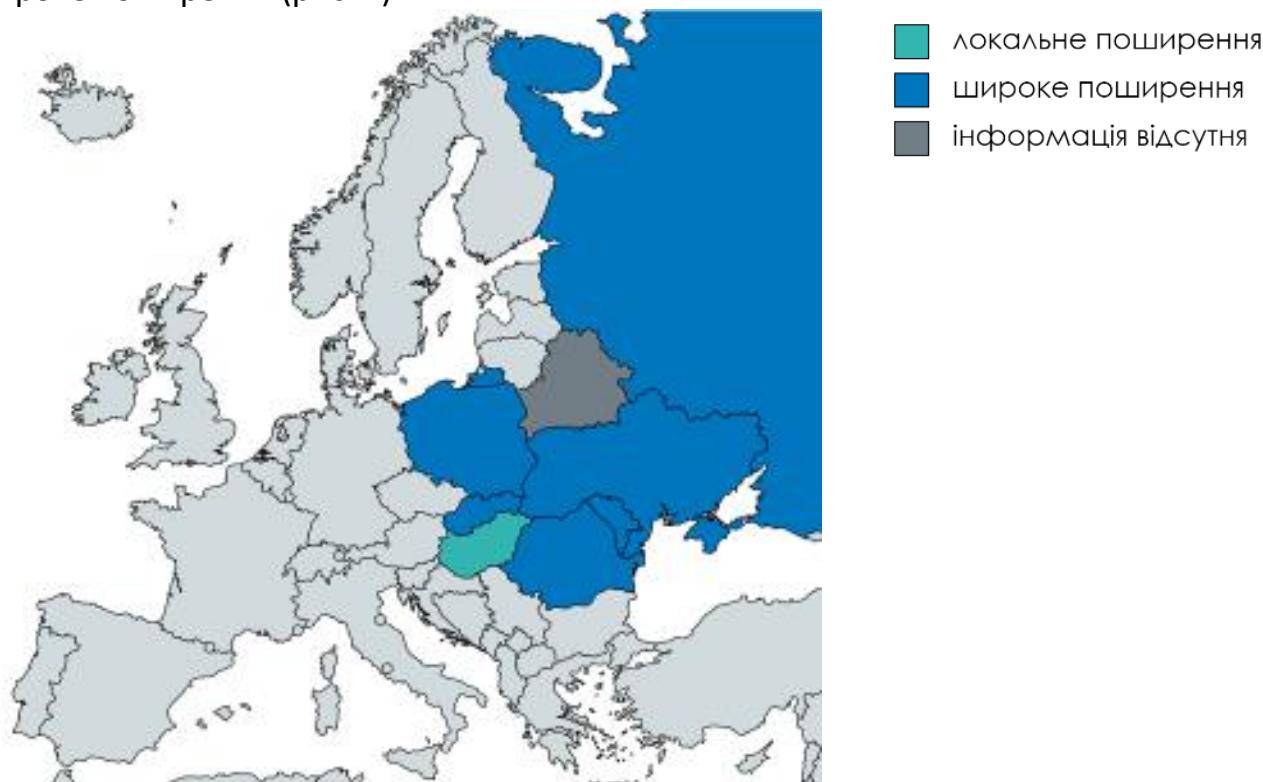 локальне поширення
широке поширення
інформація відсутня